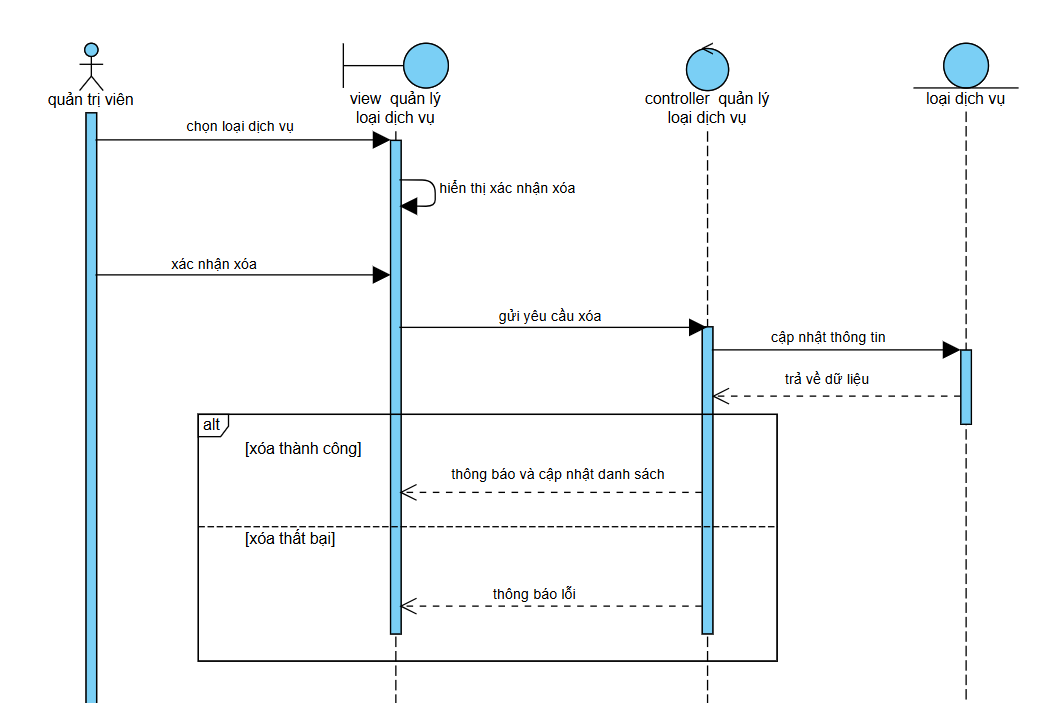 quản trị viên
view quản lý
loại dịch vụ
controller quản lý
loại dịch vụ
loại dịch vụ
chọn loại dịch vụ
hiển thị xác nhận xóa
xác nhận xóa
gửi yêu cầu xóa
cập nhật thông tin
trả về dữ liệu
alt
[xóa thành công]
thông báo và cập nhật danh sách
[xóa thất bại]
thông báo lỗi